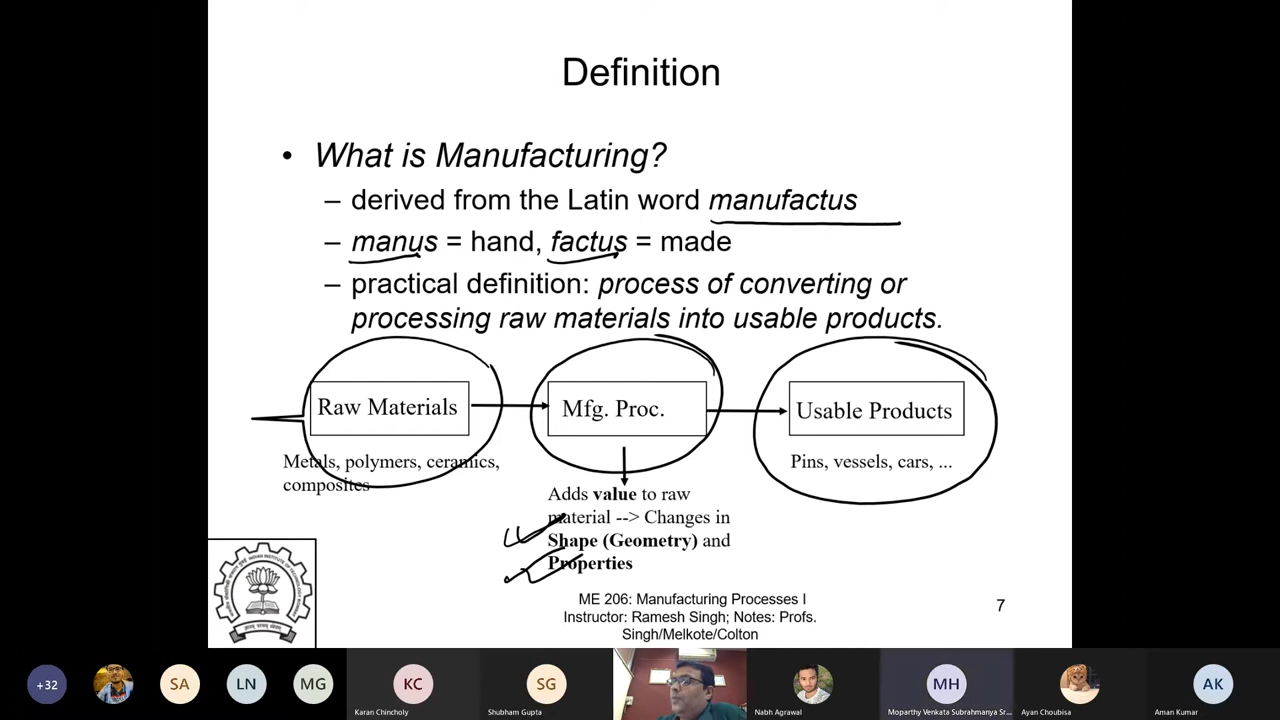 Definition
• What is Manufacturing?
– derived from the Latin word manufactus
– manus = hand, factus = made
– practical definition: process of converting or
processing raw materials into usable products.
Raw Materials
Mfg. Proc.
Usable Products
Metals, polymers, ceramics,
composites
Pins, vessels, cars, ...
Adds value to raw
material --> Changes in
Shape (Geometry) and
Properties
ME 206: Manufacturing Processes I
Instructor: Ramesh Singh; Notes: Profs.
Singh/Melkote/Colton
7
+32
SA
LN
MG
KC
Karan Chincholy
SG
Shubham Gupta
Nabh Agrawal
MH
Moparthy Venkata Subrahmanya Sr...
Ayan Choubisa
AK
Aman Kumar